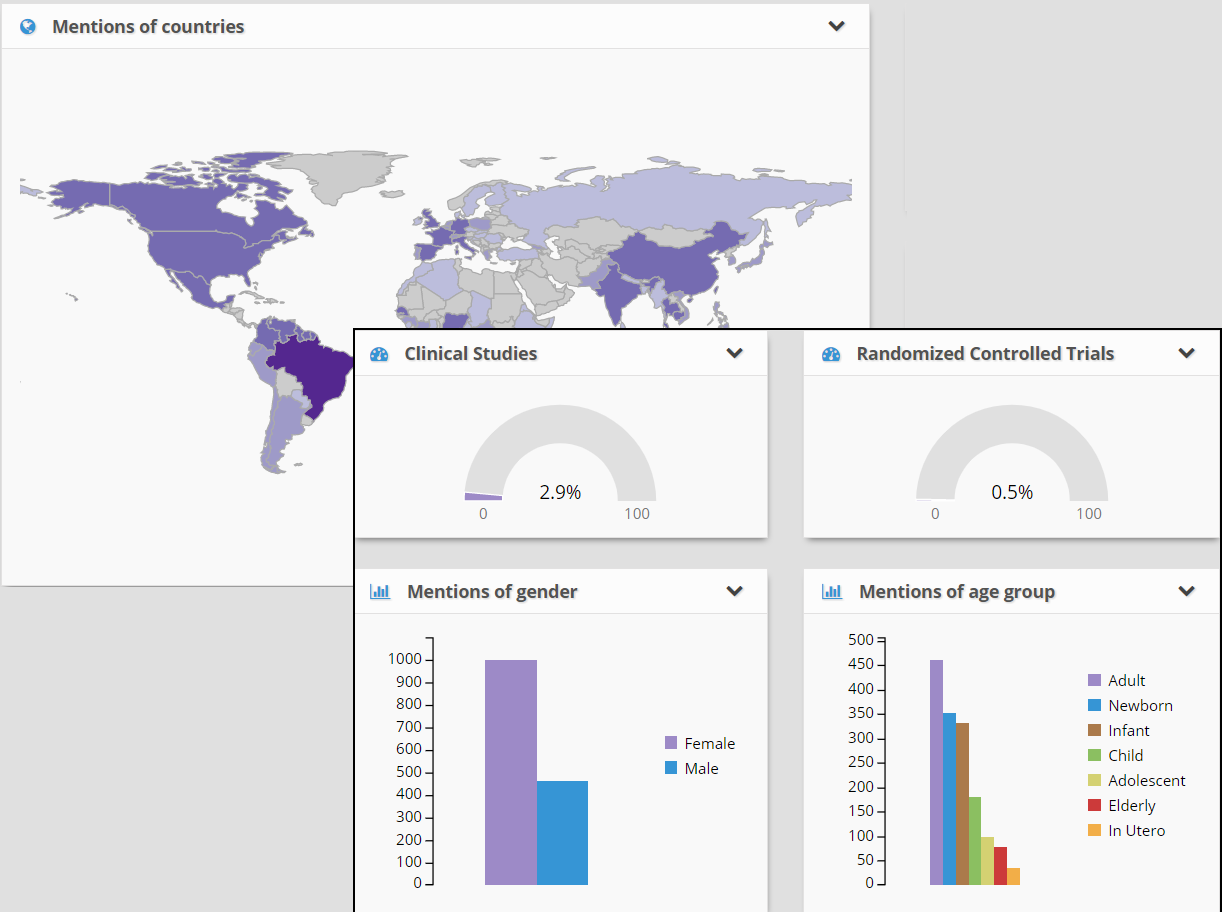 Mentions of countries
Clinical Studies
2.9%
0
100
Randomized Controlled Trials
0.5%
0
100
Mentions of gender
1000
900
800
700
600
500
400
300
200
100
0
Female
Male
Mentions of age group
500
450
400
350
300
250
200
150
100
50
0
Adult
Newborn
Infant
Child
Adolescent
Elderly
In Utero